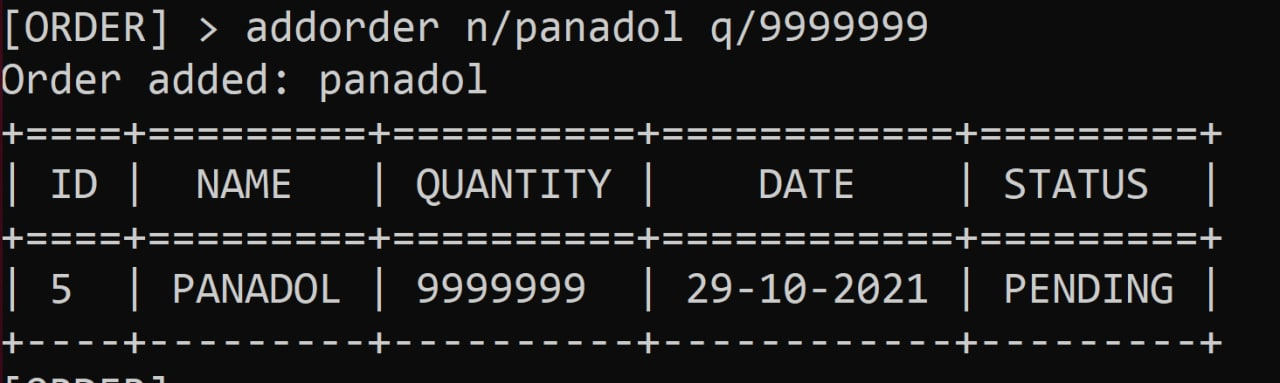 [ORDER] > addorder n/panadol q/9999999
Order added: panadol
+====+=========+==========+============+=========+
| ID |  NAME   | QUANTITY |    DATE    | STATUS  |
+====+=========+==========+============+=========+
| 5  | PANADOL | 9999999  | 29-10-2021 | PENDING |
+----+---------+----------+------------+---------+
[ORDER]